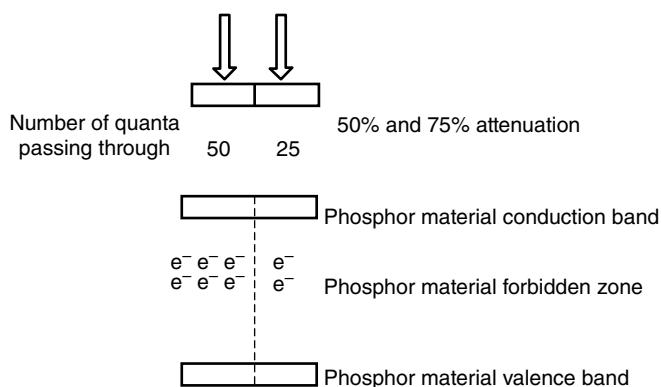 Number of quanta
passing through
50 25
50% and 75% attenuation
Phosphor material conduction band
e⁻ e⁻ e⁻ e⁻
e⁻ e⁻ e⁻ e⁻
Phosphor material forbidden zone
Phosphor material valence band